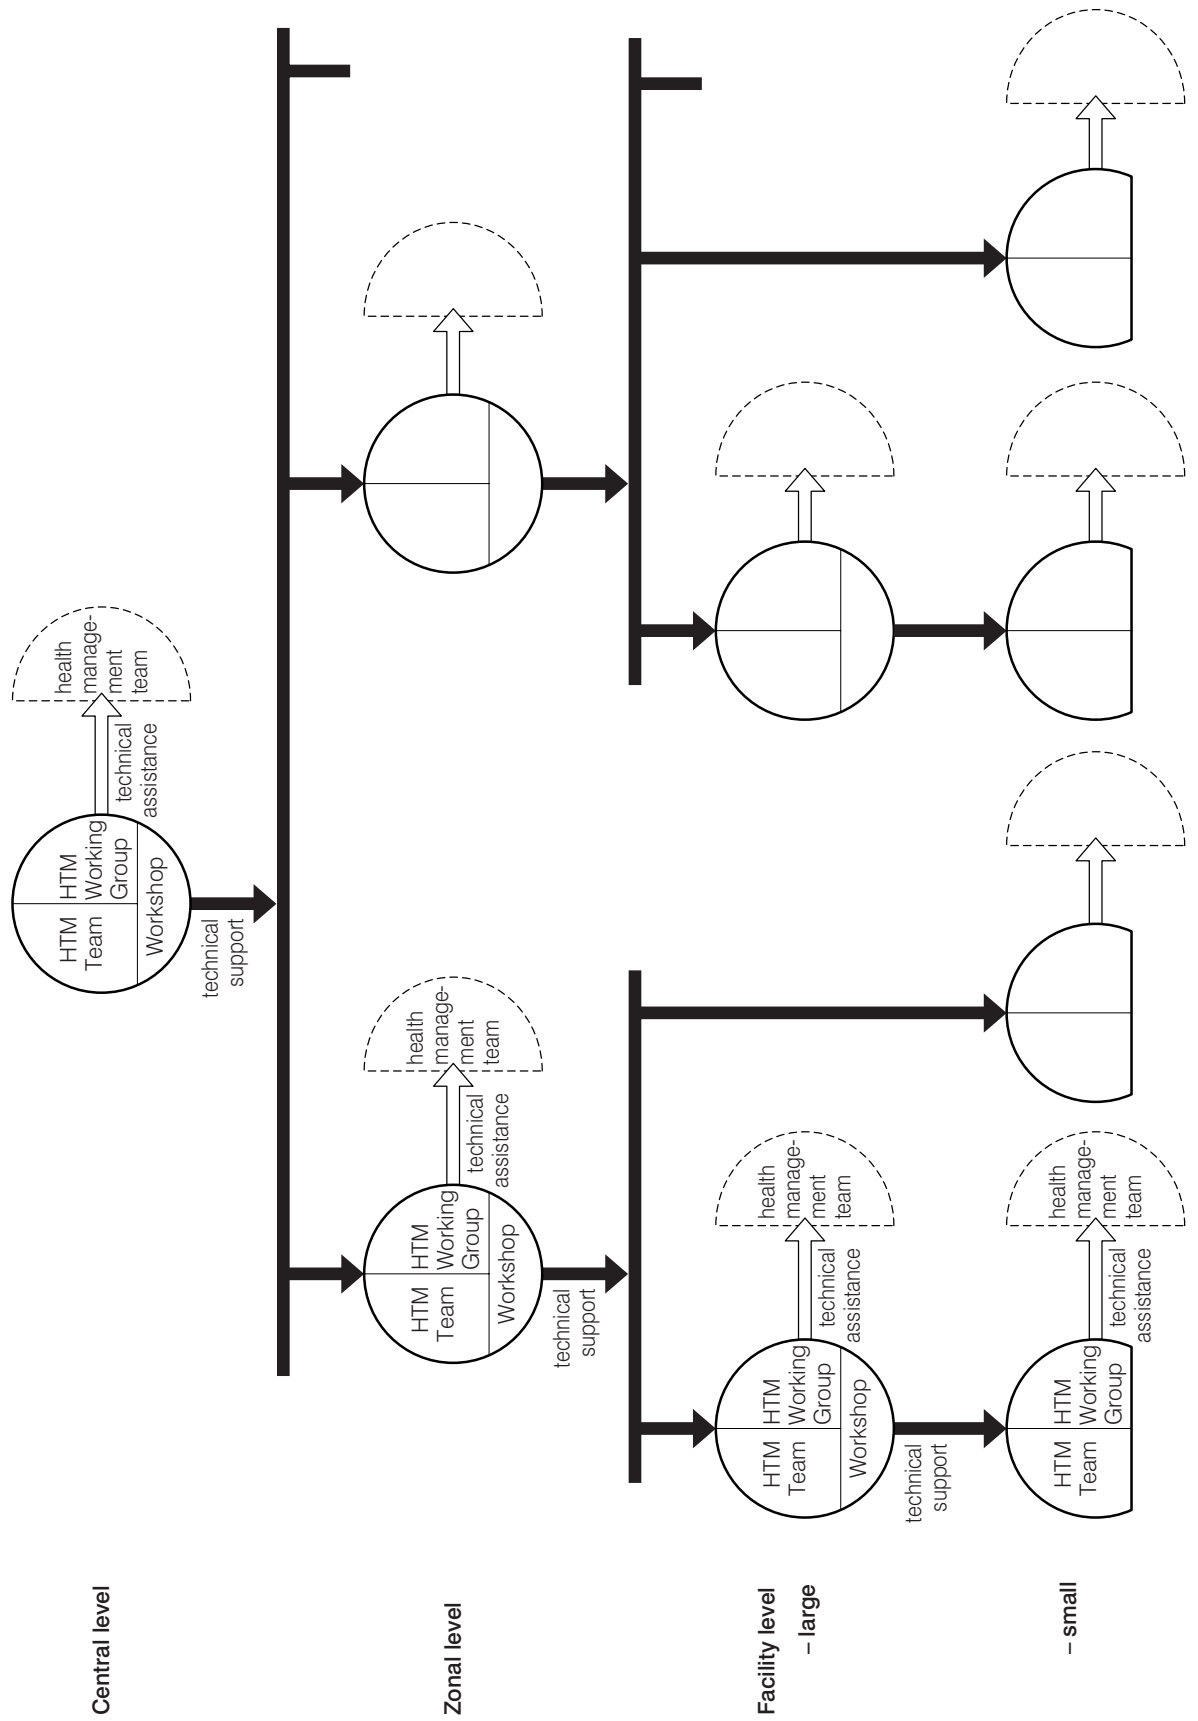 Central level
HTM
Team
HTM
Working
Group
Workshop
technical
assistance
health
manage-
ment
team
technical
support
Zonal level
HTM
Team
HTM
Working
Group
Workshop
technical
assistance
health
manage-
ment
team
technical
support
Facility level
– large
HTM
Team
HTM
Working
Group
Workshop
technical
assistance
health
manage-
ment
team
technical
support
– small
HTM
Team
HTM
Working
Group
technical
assistance
health
manage-
ment
team